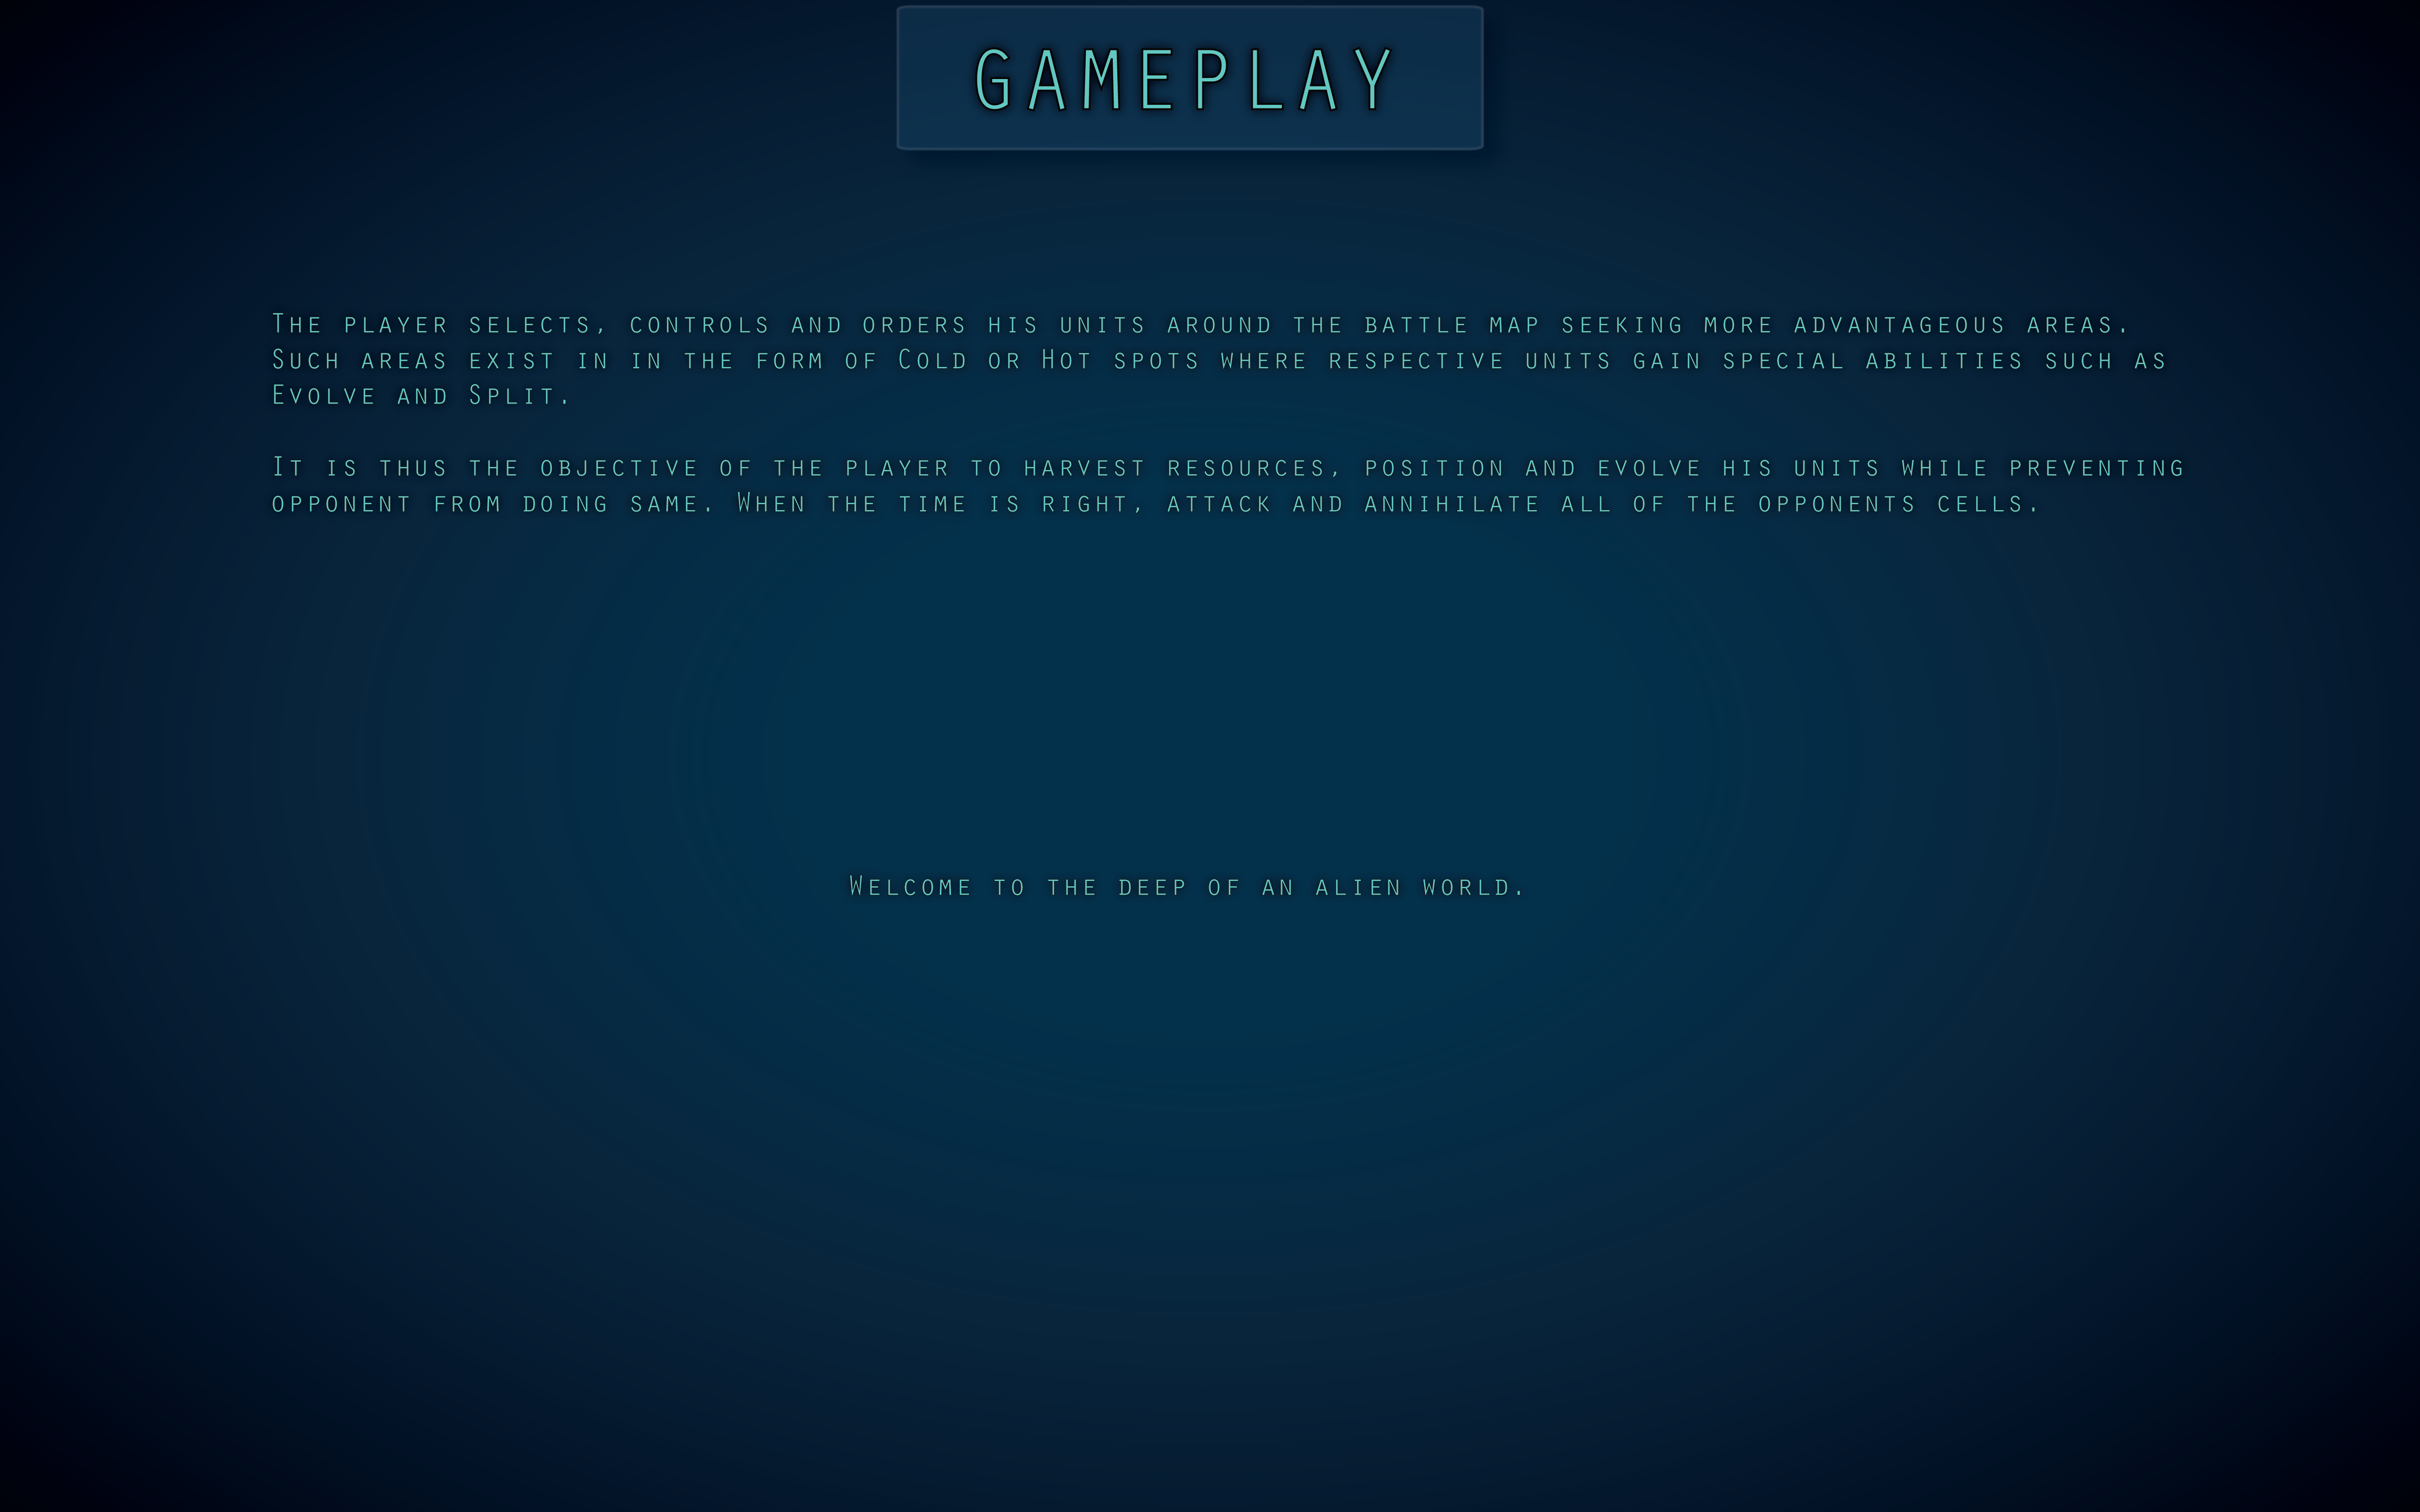 GAMEPLAY
The player selects, controls and orders his units around the battle map seeking more advantageous areas.
Such areas exist in in the form of Cold or Hot spots where respective units gain special abilities such as
Evolve and Split.
It is thus the objective of the player to harvest resources, position and evolve his units while preventing
opponent from doing same. When the time is right, attack and annihilate all of the opponents cells.
Welcome to the deep of an alien world.